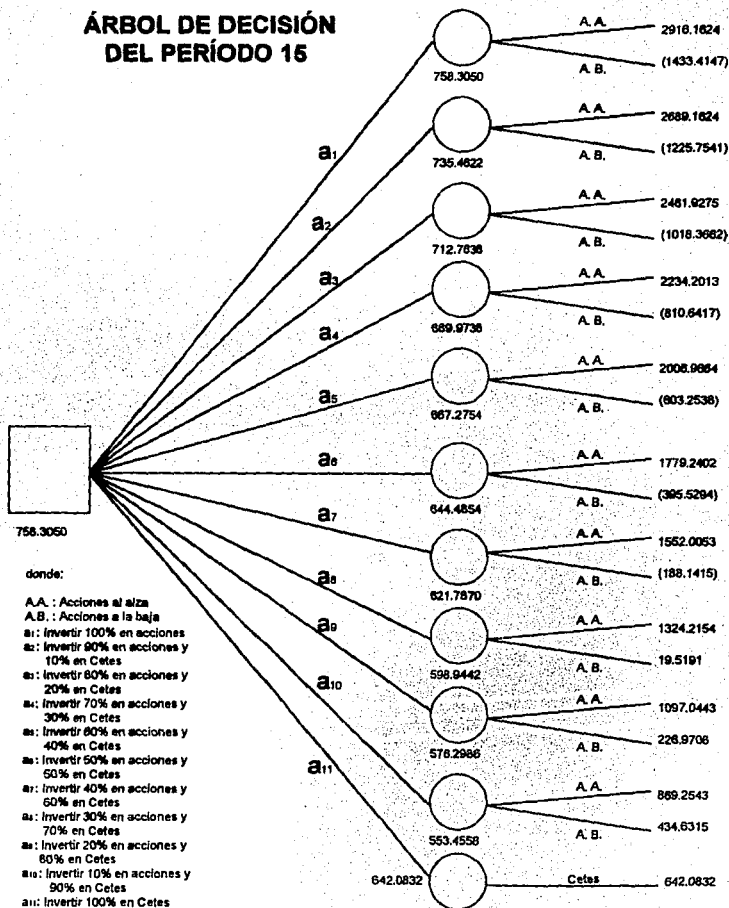 ÁRBOL DE DECISIÓN
DEL PERÍODO 15
a1
a2
a3
a4
a5
a6
a7
a8
a9
a10
a11
758.3050
A.A.
2916.1624
A.B.
(1433.4147)
758.3050
A.A.
2689.1624
A.B.
(1225.7541)
735.4622
A.A.
2461.9275
A.B.
(1018.3662)
712.7638
A.A.
2234.2013
A.B.
(810.6417)
689.9736
A.A.
2006.9664
A.B.
(603.2538)
667.2754
A.A.
1779.2402
A.B.
(395.5294)
644.4854
A.A.
1552.0053
A.B.
(188.1415)
621.7870
A.A.
1324.2154
A.B.
19.5191
598.9442
A.A.
1097.0443
A.B.
226.9706
576.2986
A.A.
869.2543
A.B.
434.6315
553.4558
642.0832
Cetes
642.0832
donde:
A.A. : Acciones al alza
A.B. : Acciones a la baja
a1: Invertir 100% en acciones
a2: Invertir 90% en acciones y
10% en Cetes
a3: Invertir 80% en acciones y
20% en Cetes
a4: Invertir 70% en acciones y
30% en Cetes
a5: Invertir 60% en acciones y
40% en Cetes
a6: Invertir 50% en acciones y
50% en Cetes
a7: Invertir 40% en acciones y
60% en Cetes
a8: Invertir 30% en acciones y
70% en Cetes
a9: Invertir 20% en acciones y
80% en Cetes
a10: Invertir 10% en acciones y
90% en Cetes
a11: Invertir 100% en Cetes